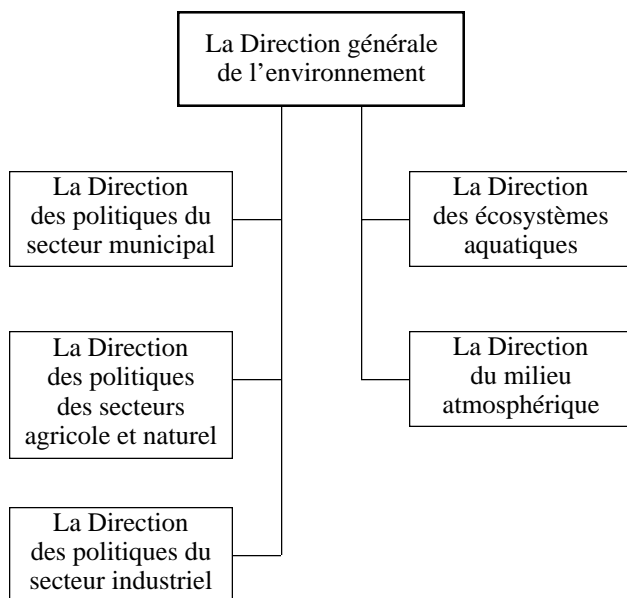 La Direction générale
de l’environnement
La Direction
des politiques du
secteur municipal
La Direction
des écosystèmes
aquatiques
La Direction
des politiques
des secteurs
agricole et naturel
La Direction
du milieu
atmosphérique
La Direction
des politiques du
secteur industriel